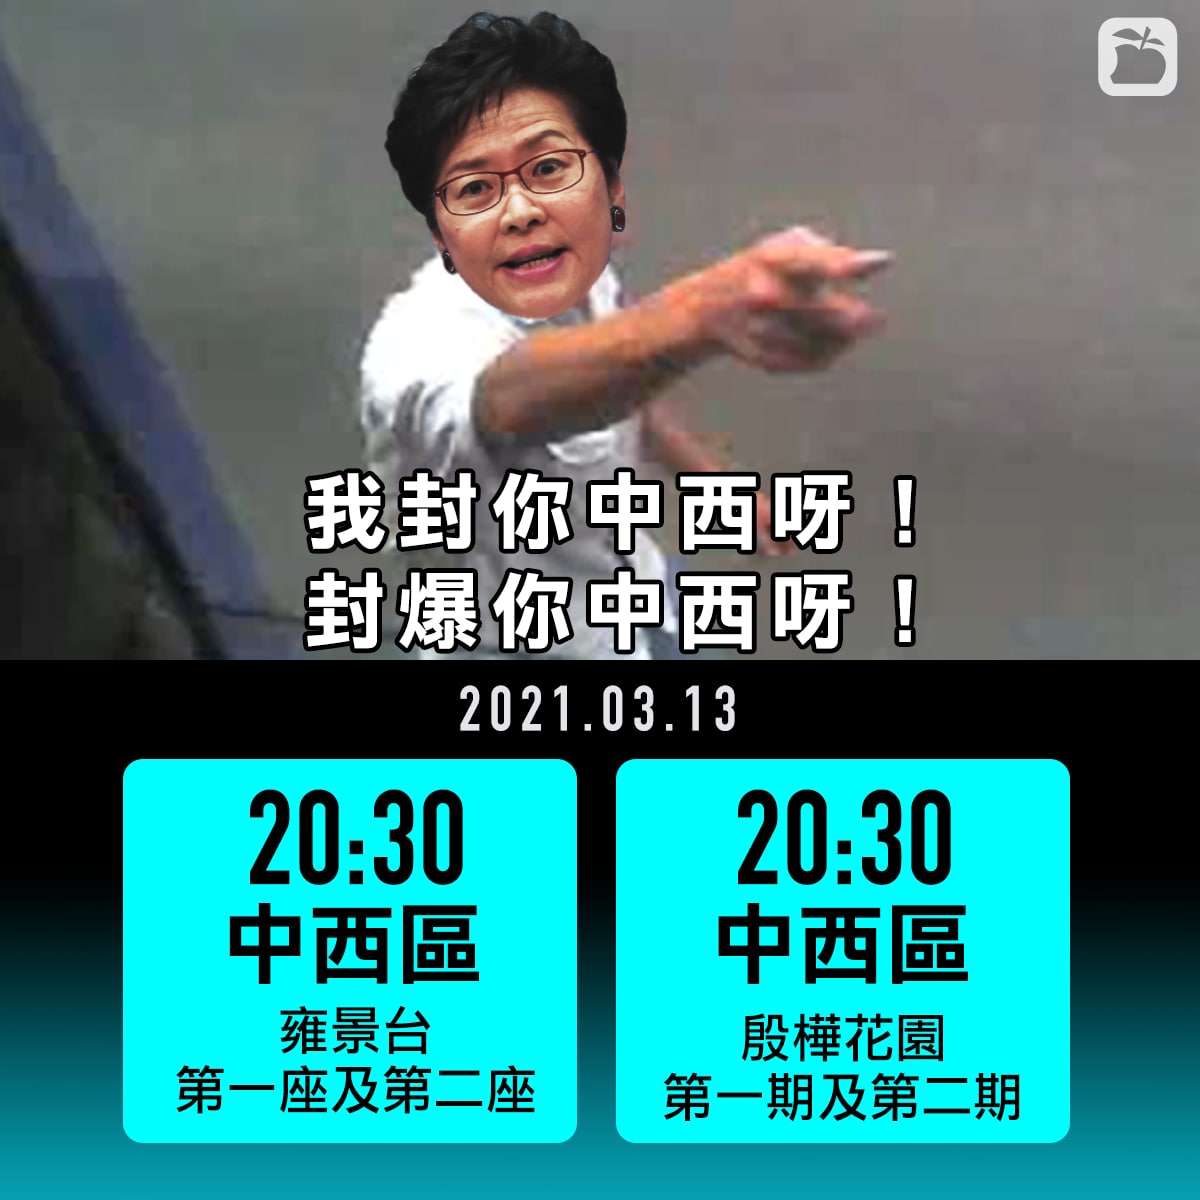 我封你中西呀！
封爆你中西呀！
2021.03.13
20:30
中西區
雍景台
第一座及第二座
20:30
中西區
殷樺花園
第一期及第二期